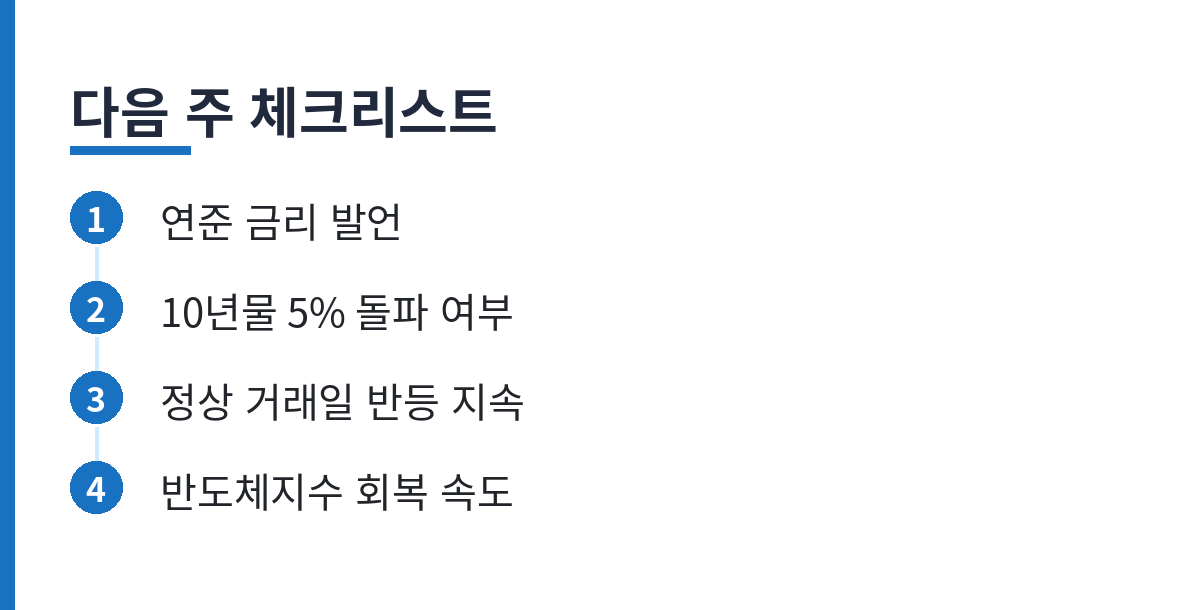 다음 주 체크리스트
1 연준 금리 발언
2 10년물 5% 돌파 여부
3 정상 거래일 반등 지속
4 반도체지수 회복 속도